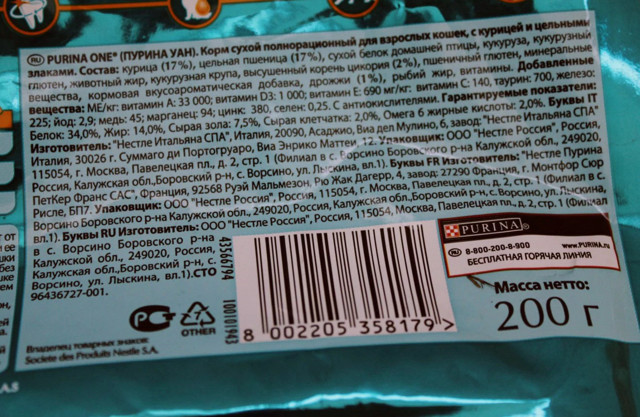 RU PURINA ONE® (ПУРИНА УАН). Корм сухой полнорационный для взрослых кошек, с курицей и цельными
злаками. Состав: курица (17%), цельная пшеница (17%), сухой белок домашней птицы, кукуруза, кукурузный
глютен, животный жир, кукурузная крупа, высушенный корень цикория (2%), пшеничный глютен, минеральные
вещества, кормовая вкусоароматическая добавка, дрожжи (1%), рыбий жир, витамины. Добавленные
вещества: МЕ/кг: витамин А: 33 000; витамин D3: 1 000; витамин Е: 690 мг/кг: витамин С: 140, таурин: 700, железо:
225; йод: 2,9; медь: 45; марганец: 94; цинк: 380, селен: 0,25. С антиокислителями. Гарантируемые показатели:
Белок: 34,0%, Жир: 14,0%, Сырая зола: 7,5%, Сырая клетчатка: 2,0%, Омега 6 жирные кислоты: 2,0%. Буквы IT
Изготовитель: "Нестле Итальяна СПА", Италия, 20090, Асаджио, Виа дел Мулино, 6, завод: "Нестле Итальяна СПА"
Италия, 30026 г. Суммаго ди Портогруаро, Виа Энрико Маттеи, 12. Упаковщик: ООО "Нестле Россия", Россия,
115054, г. Москва, Павелецкая пл., д. 2, стр. 1 (Филиал в с. Ворсино Боровского района Калужской обл., 249020,
Россия, Калужская обл.,Боровский р-н, с. Ворсино, ул. Лыскина, вл.1). Буквы FR Изготовитель: "Нестле Пурина
ПетКер Франс САС", Франция, 92568 Руэй Мальмезон, Рю Жак Дагерр, 4, завод: 27290 Франция, г. Монтфор Сюр
Рисле, БП7. Упаковщик: ООО "Нестле Россия", Россия, 115054, г. Москва, Павелецкая пл., д. 2, стр. 1 (Филиал в с.
Ворсино Боровского р-на Калужской обл., 249020, Россия, Калужская обл.,Боровский р-н, с. Ворсино, ул. Лыскина,
вл.1). Буквы RU Изготовитель: ООО "Нестле Россия", Россия, 115054, г. Москва, Павелецкая пл., д. 2, стр. 1 (Филиал
в с. Ворсино Боровского р-на
Калужской обл., 249020, Россия,
Калужская обл.,Боровский р-н, с.
Ворсино, ул. Лыскина, вл.1).СТО
96436727-001.
43566794
100101943
PURINA®
RU 8-800-200-8-900 www.PURINA.ru
БЕСПЛАТНАЯ ГОРЯЧАЯ ЛИНИЯ
Масса нетто:
200 г
РСТ
7
OTHER
8 002205 358179 >
Владелец товарных знаков:
Societe des Produits Nestle S.A.